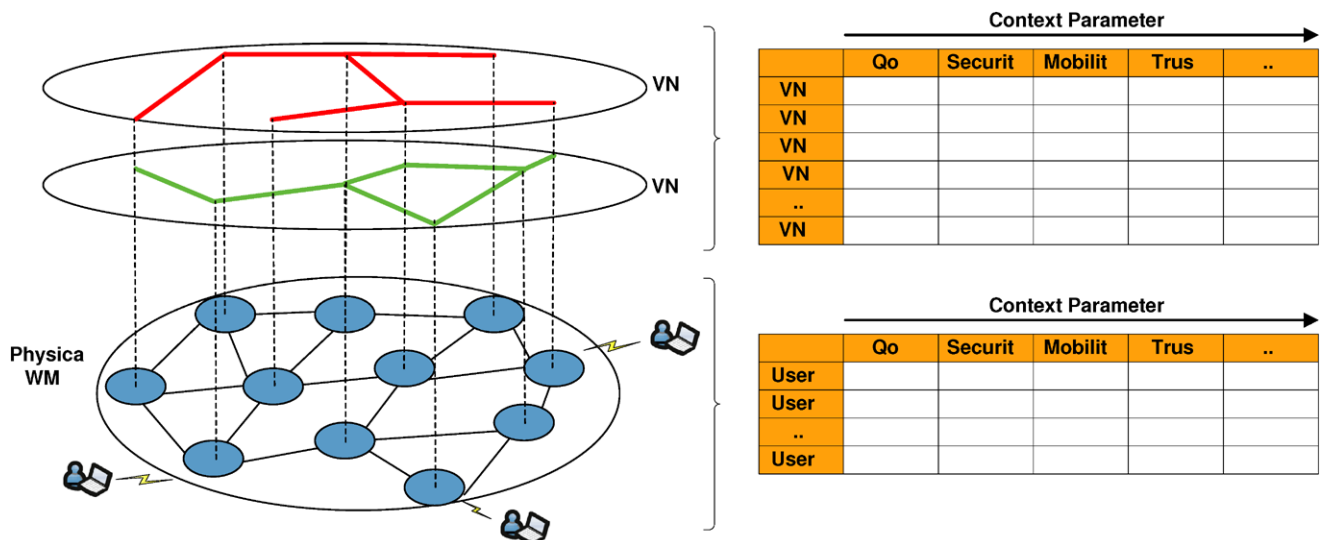 VN
VN
Physica
WM
Context Parameter
Qo Securit Mobilit Trus ..
VN
VN
VN
VN
..
VN
Context Parameter
Qo Securit Mobilit Trus ..
User
User
..
User